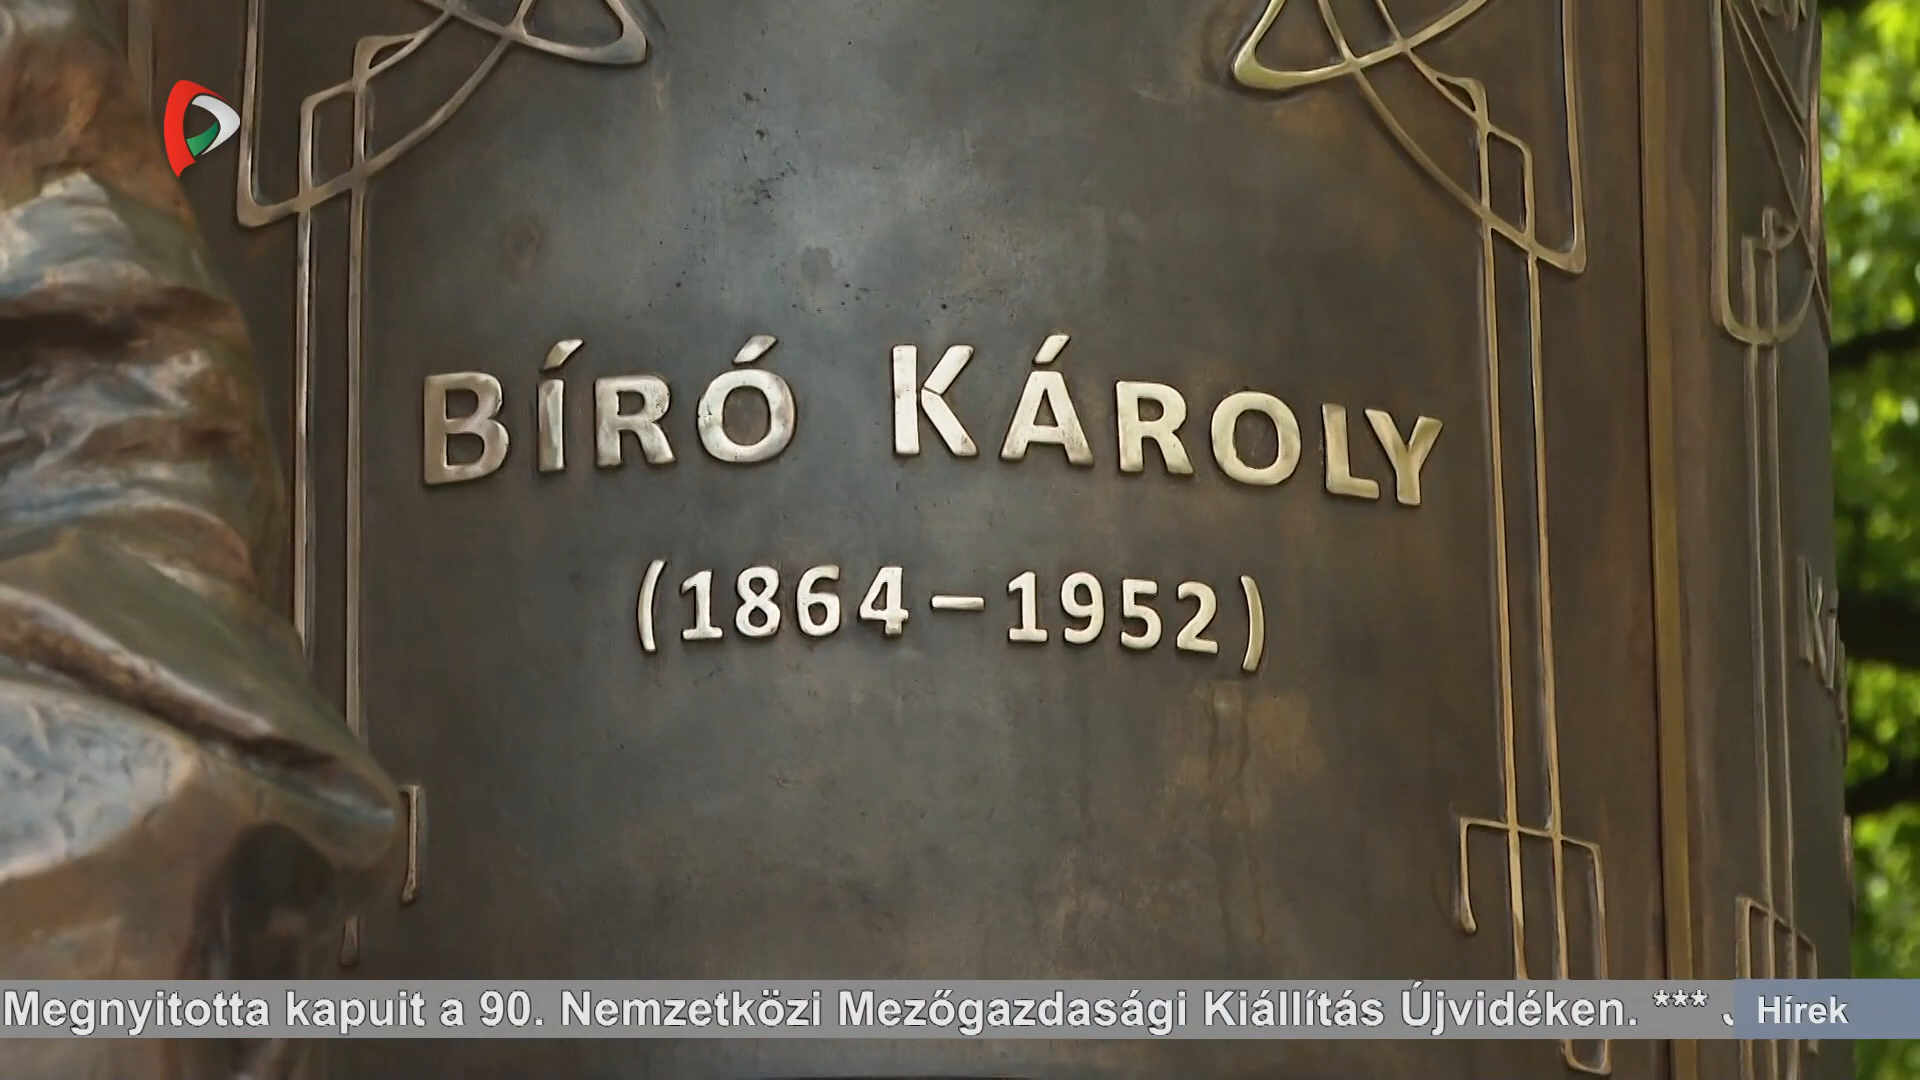 BÍRÓ KÁROLY
(1864–1952)
Megnyitotta kapuit a 90. Nemzetközi Mezőgazdasági Kiállítás Újvidéken. ***
Hírek